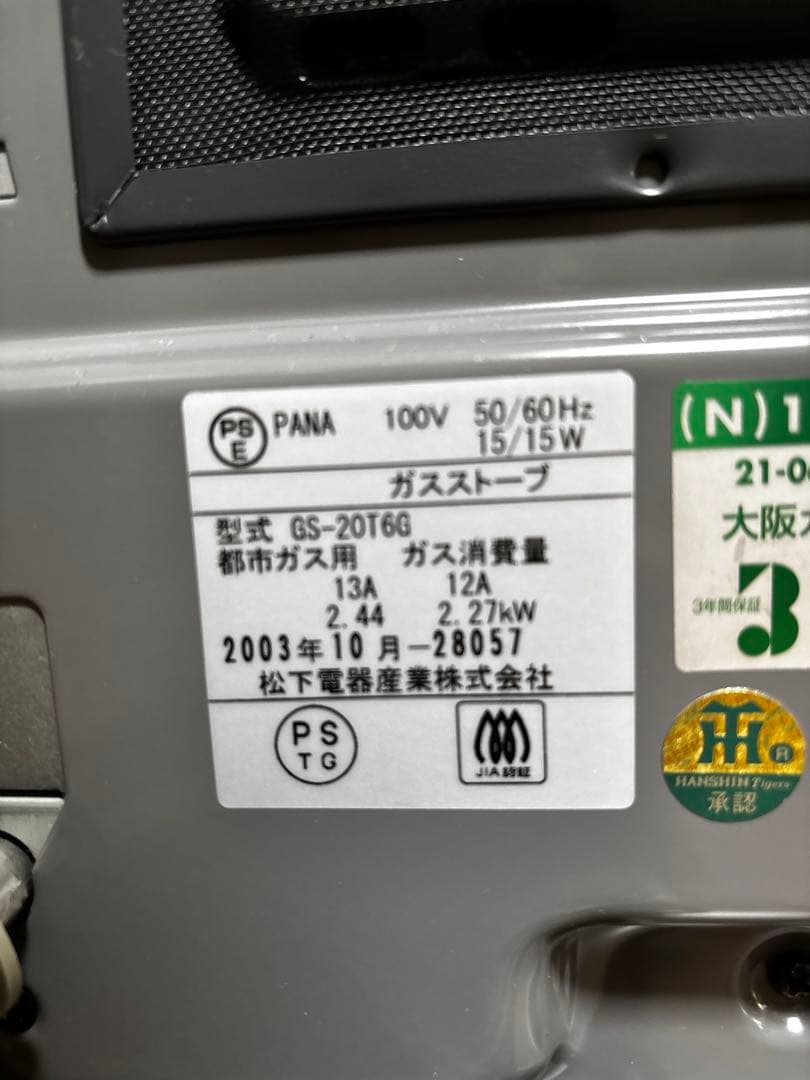 PS E PANA 100V 50/60Hz
15/15W
ガスストーブ
型式 GS-20T6G
都市ガス用 ガス消費量
13A 12A
2.44 2.27kW
2003年10月-28057
松下電器産業株式会社
PS TG
JIA認証
(N)1
21-0
大阪
3年間保証
3
HANSHIN Tigers
承認